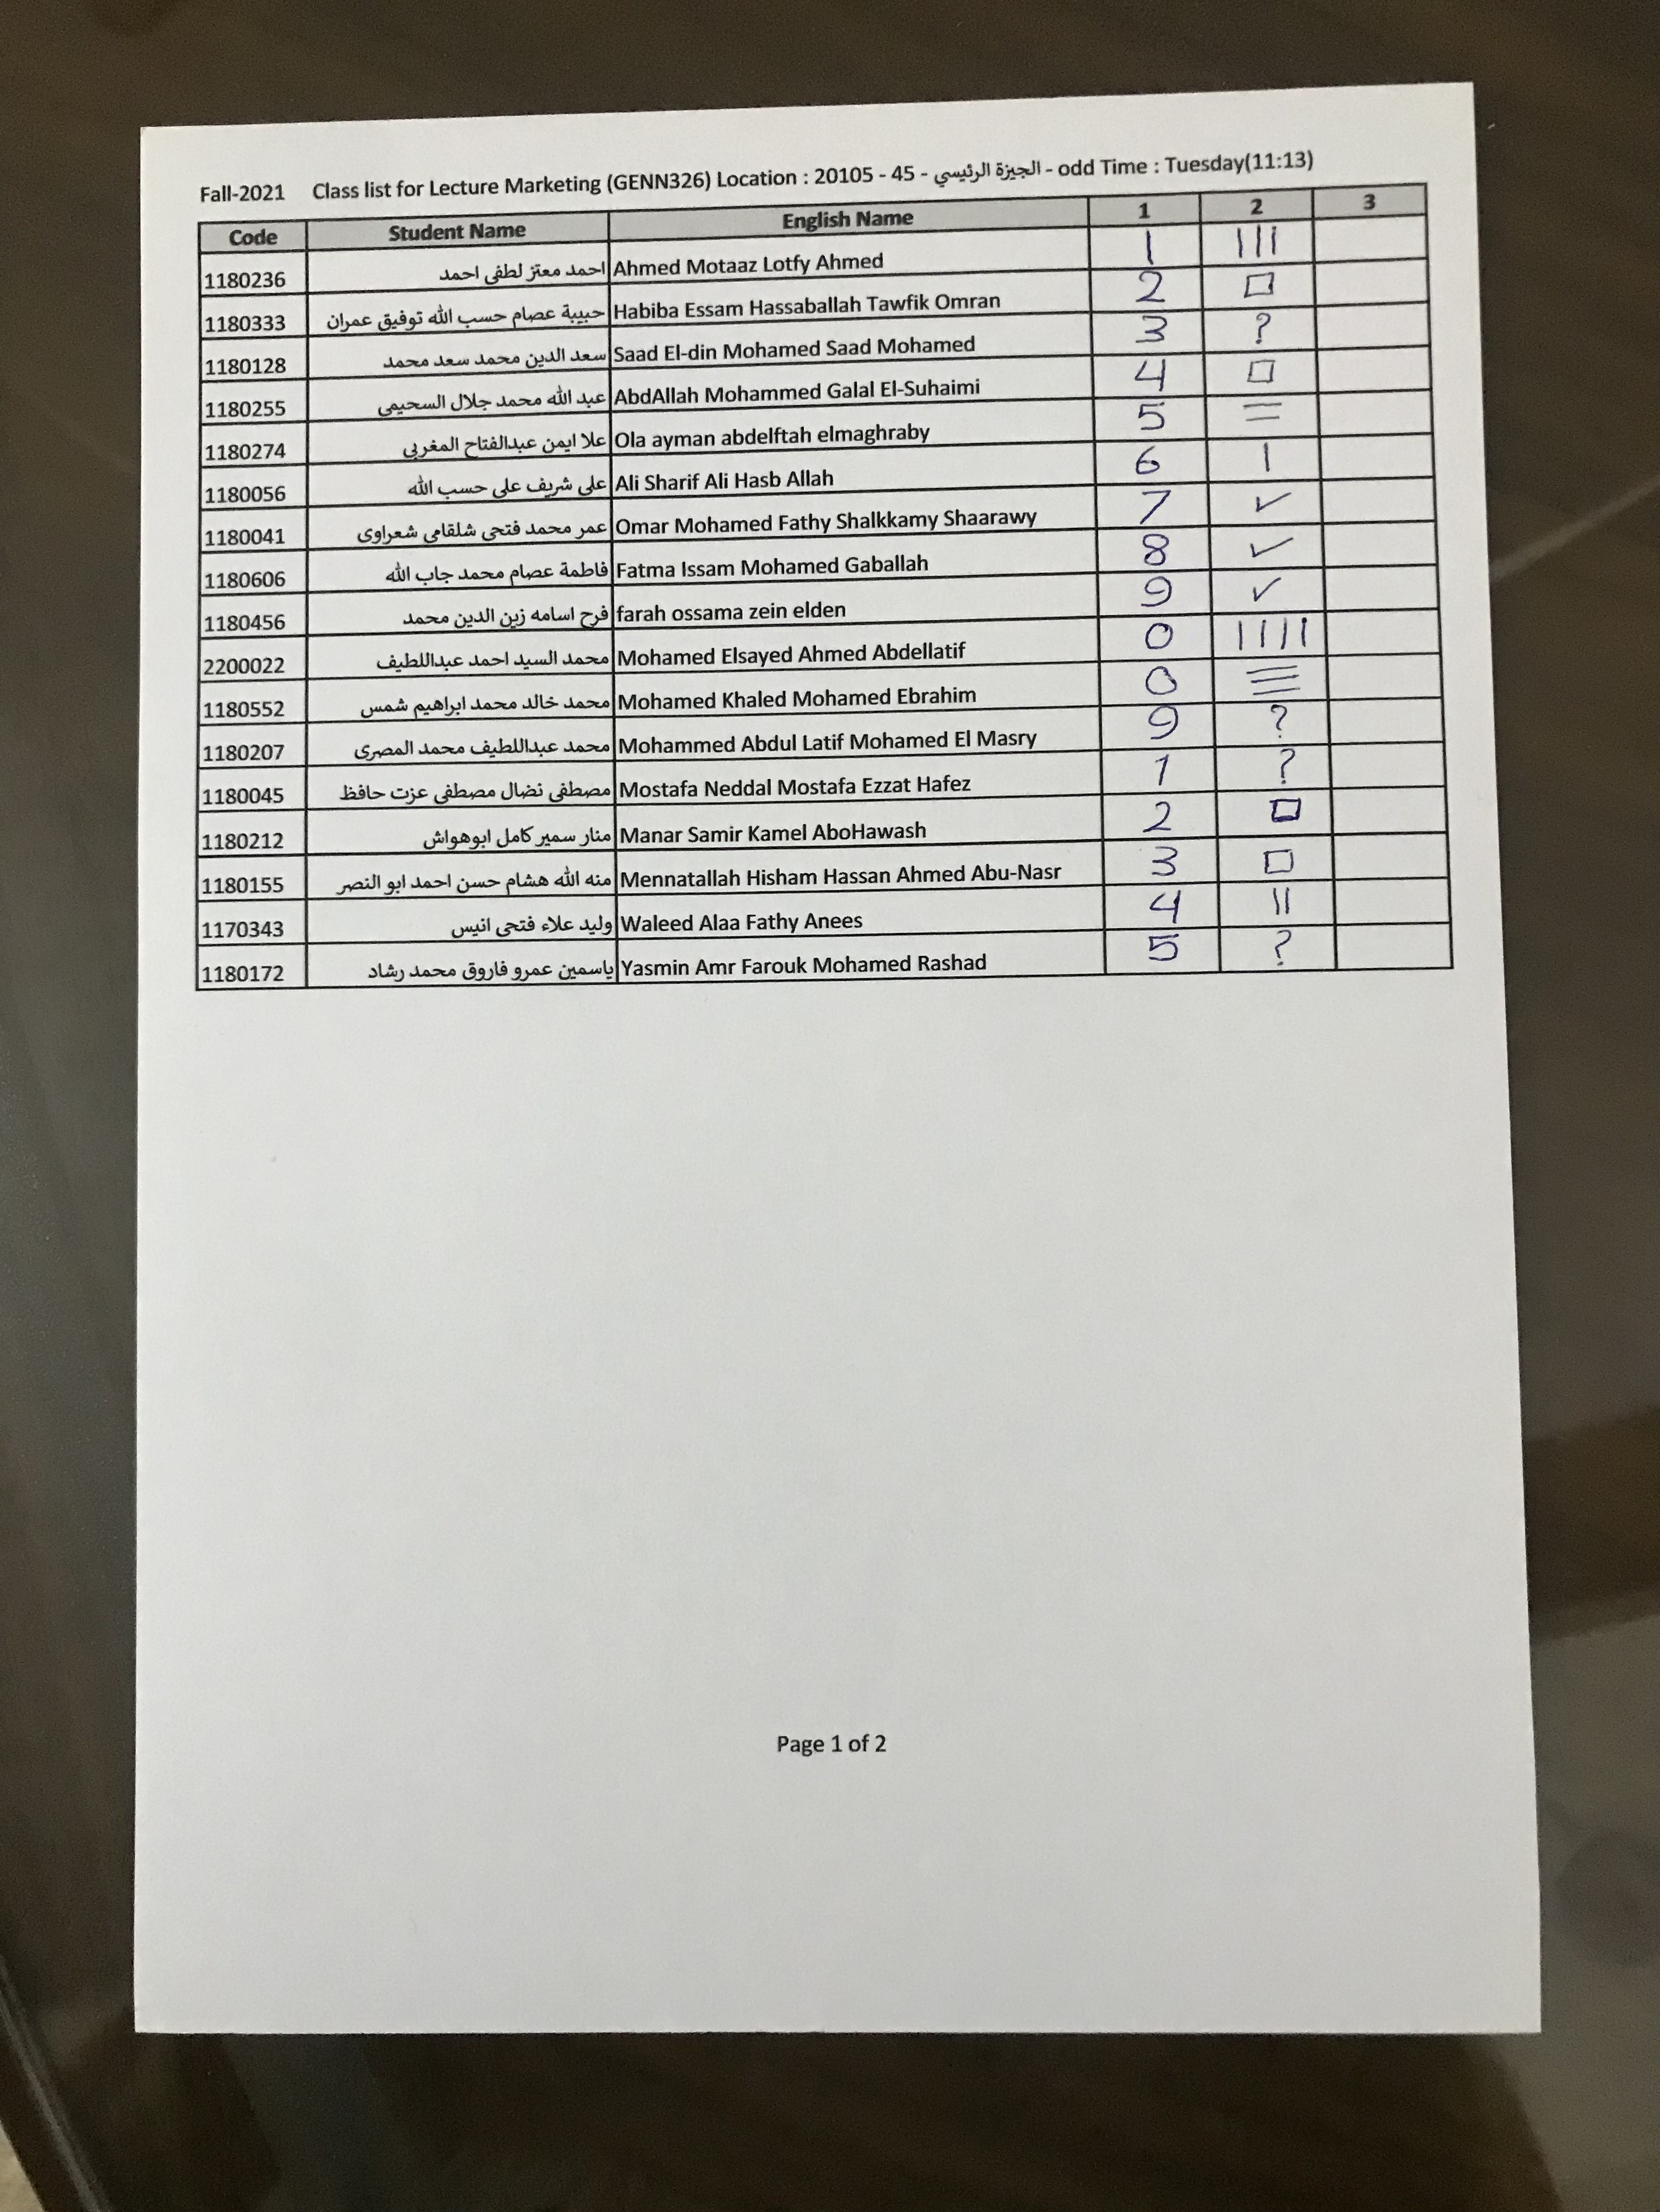 Fall-2021 Class list for Lecture Marketing (GENN326) Location : 20105 - 45 - الجيزة الرئيسي - odd Time : Tuesday(11:13)
Code Student Name English Name 1 2 3
1180236 احمد معتز لطفى احمد Ahmed Motaaz Lotfy Ahmed 1 |||
1180333 حبيبة عصام حسب الله توفيق عمران Habiba Essam Hassaballah Tawfik Omran 2 □
1180128 سعد الدين محمد سعد محمد Saad El-din Mohamed Saad Mohamed 3 ?
1180255 عبد الله محمد جلال السحيمى AbdAllah Mohammed Galal El-Suhaimi 4 □
1180274 علا ايمن عبدالفتاح المغربى Ola ayman abdelftah elmaghraby 5 =
1180056 على شريف على حسب الله Ali Sharif Ali Hasb Allah 6 |
1180041 عمر محمد فتحى شلقامى شعراوى Omar Mohamed Fathy Shalkkamy Shaarawy 7 ✓
1180606 فاطمة عصام محمد جاب الله Fatma Issam Mohamed Gaballah 8 ✓
1180456 فرح اسامه زين الدين محمد farah ossama zein elden 9 ✓
2200022 محمد السيد احمد عبداللطيف Mohamed Elsayed Ahmed Abdellatif 0 ||||
1180552 محمد خالد محمد ابراهيم شمس Mohamed Khaled Mohamed Ebrahim 0 ≡
1180207 محمد عبداللطيف محمد المصرى Mohammed Abdul Latif Mohamed El Masry 9 ?
1180045 مصطفى نضال مصطفى عزت حافظ Mostafa Neddal Mostafa Ezzat Hafez 1 ?
1180212 منار سمير كامل ابوهواش Manar Samir Kamel AboHawash 2 □
1180155 منه الله هشام حسن احمد ابو النصر Mennatallah Hisham Hassan Ahmed Abu-Nasr 3 □
1170343 وليد علاء فتحى انيس Waleed Alaa Fathy Anees 4 ||
1180172 ياسمين عمرو فاروق محمد رشاد Yasmin Amr Farouk Mohamed Rashad 5 ?
Page 1 of 2